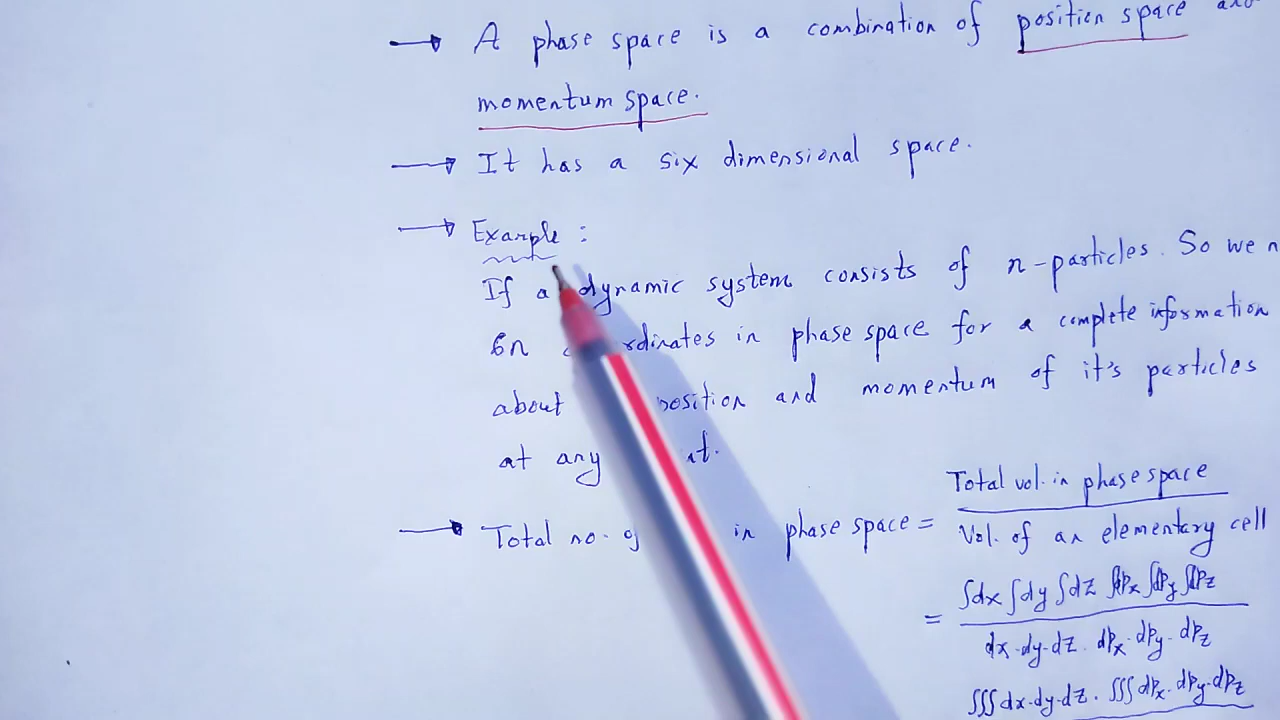 → A phase space is a combination of position space and
momentum space.
→ It has a six dimensional space.
→ Example :
If a dynamic system consists of n-particles. So we n
6n rdinates in phase space for a complete information
about position and momentum of it's particles
at any
→ Total no. of in phase space = Total vol. in phase space
Vol. of an elementary cell
= ∫dx ∫dy ∫dz ∫dpx ∫dpy ∫dpz
dx·dy·dz. dpx·dpy·dpz
∫∫∫dx·dy·dz. ∫∫∫dpx·dpy·dpz